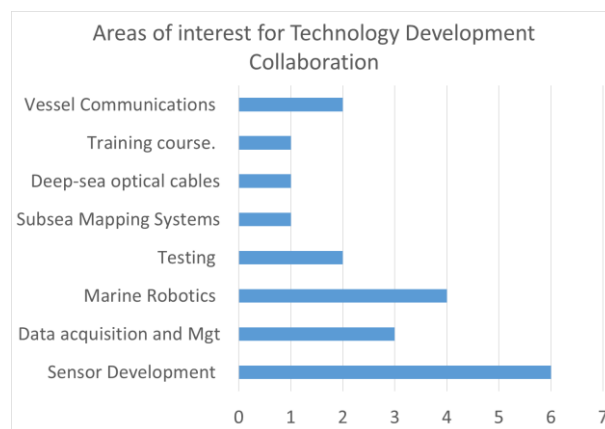 Areas of interest for Technology Development
Collaboration
Vessel Communications
Training course.
Deep-sea optical cables
Subsea Mapping Systems
Testing
Marine Robotics
Data acquisition and Mgt
Sensor Development
0 1 2 3 4 5 6 7